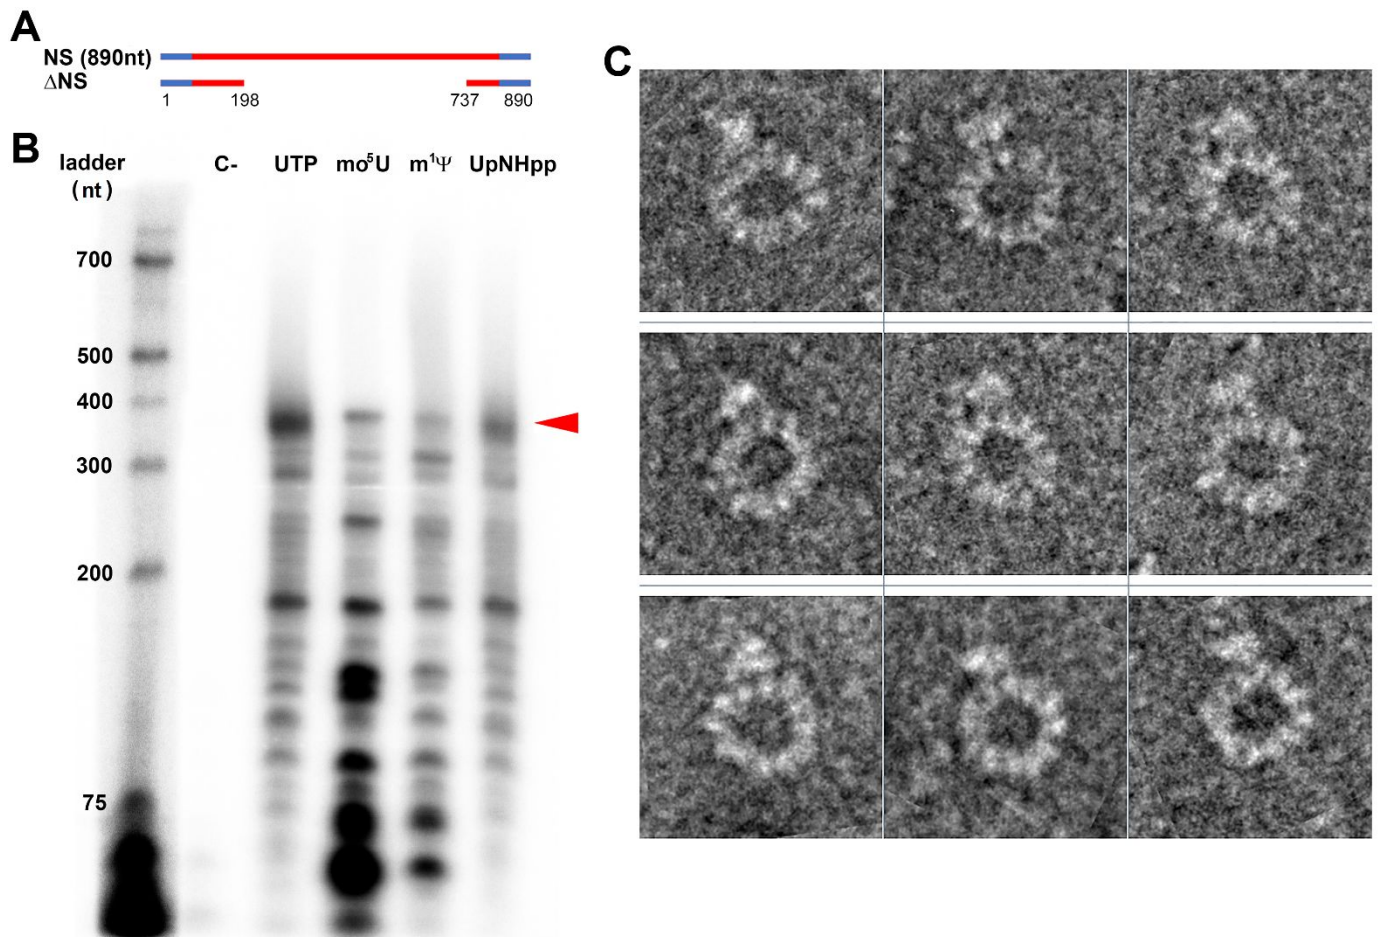 A
NS (890nt)
ΔNS
1 198 737 890
B
ladder
(nt)
C- UTP mo⁵U m¹Ψ UpNHpp
700
500
400
300
200
75
C